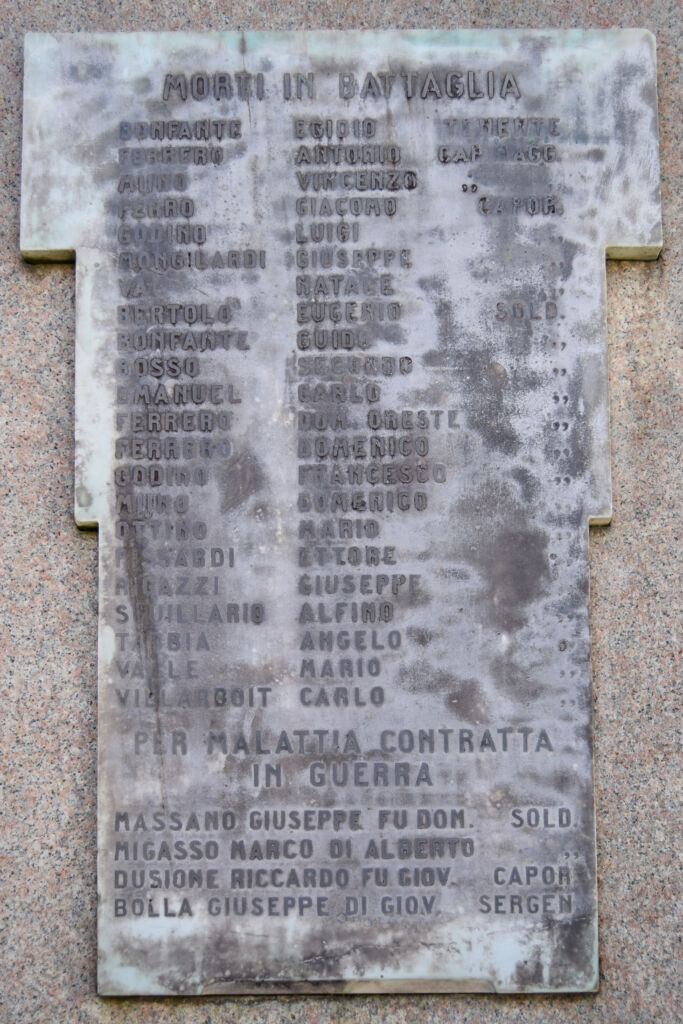 MORTI IN BATTAGLIA
BONFANTE EGIDIO TENENTE
FERRERO ANTONIO CAP. MAGG.
VINCENZO ,,
FERRO GIACOMO CAPOR.
GODINO LUIGI ,,
MONGILARDI GIUSEPPE ,,
NATALE ,,
BERTOLO EUGENIO SOLD.
BONFANTE GUIDO ,,
BOSSO SECONDO ,,
EMANUEL CARLO ,,
FERRERO DOM. ORESTE ,,
FERRERO DOMENICO ,,
GODINO FRANCESCO ,,
DOMENICO ,,
OTTINO MARIO ,,
ETTORE ,,
GIUSEPPE ,,
ALFINO ,,
ANGELO ,,
VALLE MARIO ,,
VILLARBOIT CARLO ,,
PER MALATTIA CONTRATTA
IN GUERRA
MASSANO GIUSEPPE FU DOM. SOLD.
MIGASSO MARCO DI ALBERTO ,,
DUSIONE RICCARDO FU GIOV. CAPOR
BOLLA GIUSEPPE DI GIOV. SERGEN